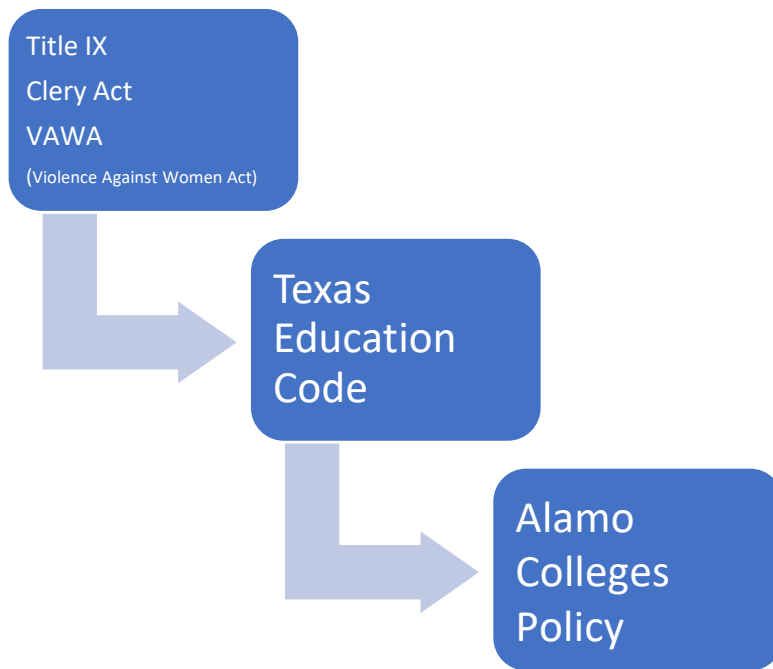 Title IX
Clery Act
VAWA
(Violence Against Women Act)
Texas
Education
Code
Alamo
Colleges
Policy